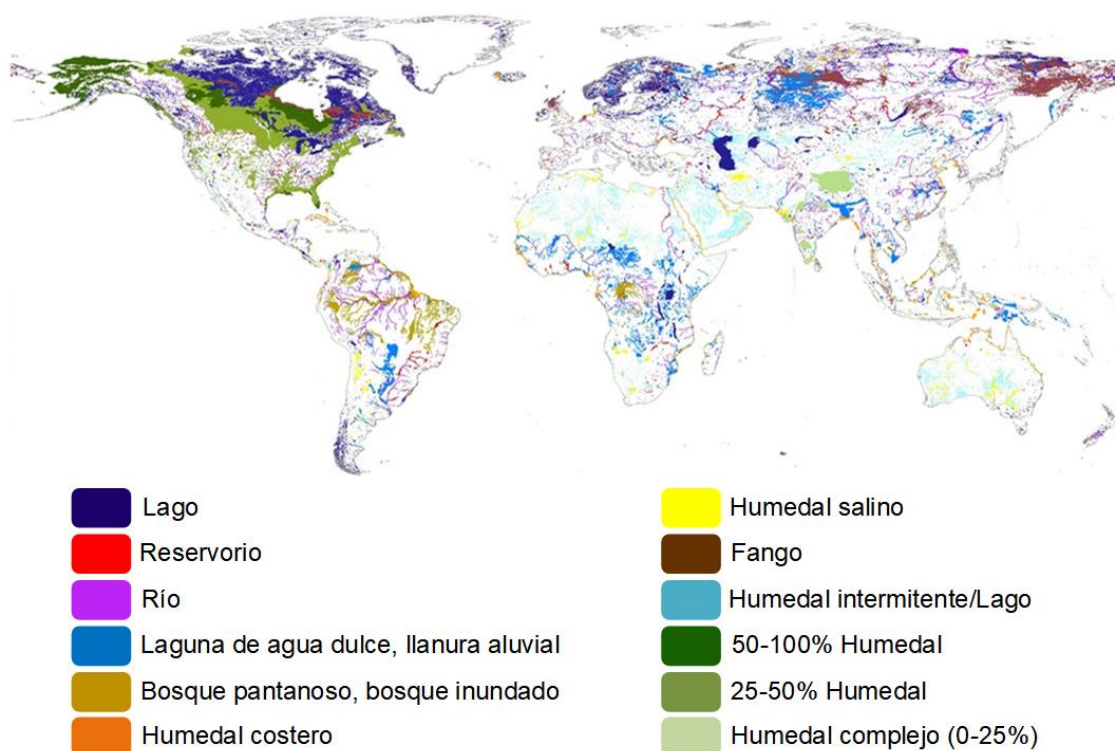 Lago
Reservorio
Río
Laguna de agua dulce, llanura aluvial
Bosque pantanoso, bosque inundado
Humedal costero
Humedal salino
Fango
Humedal intermitente/Lago
50-100% Humedal
25-50% Humedal
Humedal complejo (0-25%)